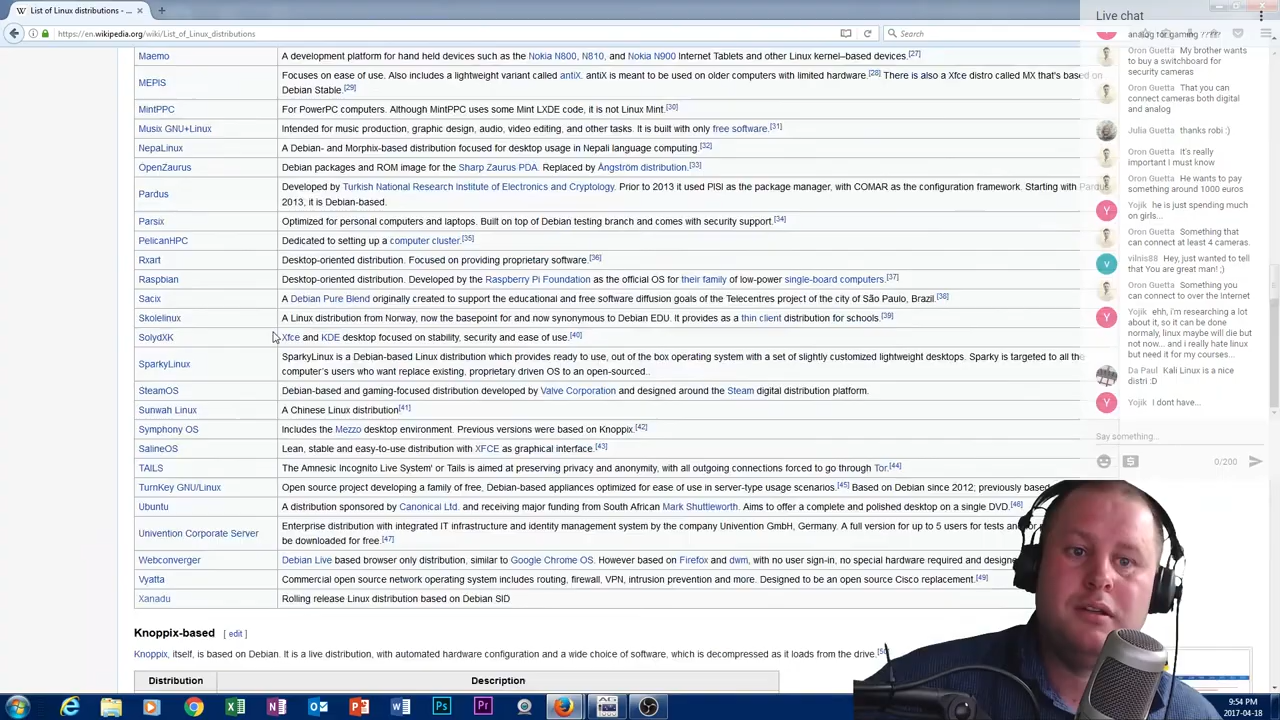 List of Linux distributions - ...
https://en.wikipedia.org/wiki/List_of_Linux_distributions
Search
Maemo A development platform for hand held devices such as the Nokia N800, N810, and Nokia N900 Internet Tablets and other Linux kernel–based devices.[27]
MEPIS Focuses on ease of use. Also includes a lightweight variant called antiX. antiX is meant to be used on older computers with limited hardware.[28] There is also a Xfce distro called MX that's based on
Debian Stable.[29]
MintPPC For PowerPC computers. Although MintPPC uses some Mint LXDE code, it is not Linux Mint.[30]
Musix GNU+Linux Intended for music production, graphic design, audio, video editing, and other tasks. It is built with only free software.[31]
NepaLinux A Debian- and Morphix-based distribution focused for desktop usage in Nepali language computing.[32]
OpenZaurus Debian packages and ROM image for the Sharp Zaurus PDA. Replaced by Ångström distribution.[33]
Pardus Developed by Turkish National Research Institute of Electronics and Cryptology. Prior to 2013 it used PISI as the package manager, with COMAR as the configuration framework. Starting with Pardus
2013, it is Debian-based.
Parsix Optimized for personal computers and laptops. Built on top of Debian testing branch and comes with security support.[34]
PelicanHPC Dedicated to setting up a computer cluster.[35]
Rxart Desktop-oriented distribution. Focused on providing proprietary software.[36]
Raspbian Desktop-oriented distribution. Developed by the Raspberry Pi Foundation as the official OS for their family of low-power single-board computers.[37]
Sacix A Debian Pure Blend originally created to support the educational and free software diffusion goals of the Telecentres project of the city of São Paulo, Brazil.[38]
Skolelinux A Linux distribution from Norway, now the basepoint for and now synonymous to Debian EDU. It provides as a thin client distribution for schools.[39]
SolydXK Xfce and KDE desktop focused on stability, security and ease of use.[40]
SparkyLinux SparkyLinux is a Debian-based Linux distribution which provides ready to use, out of the box operating system with a set of slightly customized lightweight desktops. Sparky is targeted to all the
computer's users who want replace existing, proprietary driven OS to an open-sourced..
SteamOS Debian-based and gaming-focused distribution developed by Valve Corporation and designed around the Steam digital distribution platform.
Sunwah Linux A Chinese Linux distribution[41]
Symphony OS Includes the Mezzo desktop environment. Previous versions were based on Knoppix.[42]
SalineOS Lean, stable and easy-to-use distribution with XFCE as graphical interface.[43]
TAILS The Amnesic Incognito Live System or Tails is aimed at preserving privacy and anonymity, with all outgoing connections forced to go through Tor.[44]
TurnKey GNU/Linux Open source project developing a family of free, Debian-based appliances optimized for ease of use in server-type usage scenarios.[45] Based on Debian since 2012; previously based
Ubuntu A distribution sponsored by Canonical Ltd. and receiving major funding from South African Mark Shuttleworth. Aims to offer a complete and polished desktop on a single DVD.[46]
Univention Corporate Server Enterprise distribution with integrated IT infrastructure and identity management system by the company Univention GmbH, Germany. A full version for up to 5 users for tests and
be downloaded for free.[47]
Webconverger Debian Live based browser only distribution, similar to Google Chrome OS. However based on Firefox and dwm, with no user sign-in, no special hardware required and designed
Vyatta Commercial open source network operating system includes routing, firewall, VPN, intrusion prevention and more. Designed to be an open source Cisco replacement.[49]
Xanadu Rolling release Linux distribution based on Debian SID
Knoppix-based [ edit ]
Knoppix, itself, is based on Debian. It is a live distribution, with automated hardware configuration and a wide choice of software, which is decompressed as it loads from the drive.
Distribution Description
Live chat
analog for gaming ????
Oron Guetta My brother
wants to buy a switchboard for
security cameras
Oron Guetta That you can
connect cameras both digital
and analog
Julia Guetta thanks robi :)
Oron Guetta It's really
important I must know
Oron Guetta He wants to pay
something around 1000 euros
Yojik he is just spending much
on girls...
Oron Guetta Something that
can connect at least 4 cameras.
vilnis88 Hey, just wanted to tell
that You are great man! ;)
Oron Guetta Something you
can connect to over the Internet
Yojik ehh, i'm researching a lot
about it, so it can be done
normaly, linux maybe will die but
not now... and i really hate linux
but need it for my courses...
Da Paul Kali Linux is a nice
distri :D
Yojik I dont have...
Say something...
0/200
9:54 PM
2017-04-18